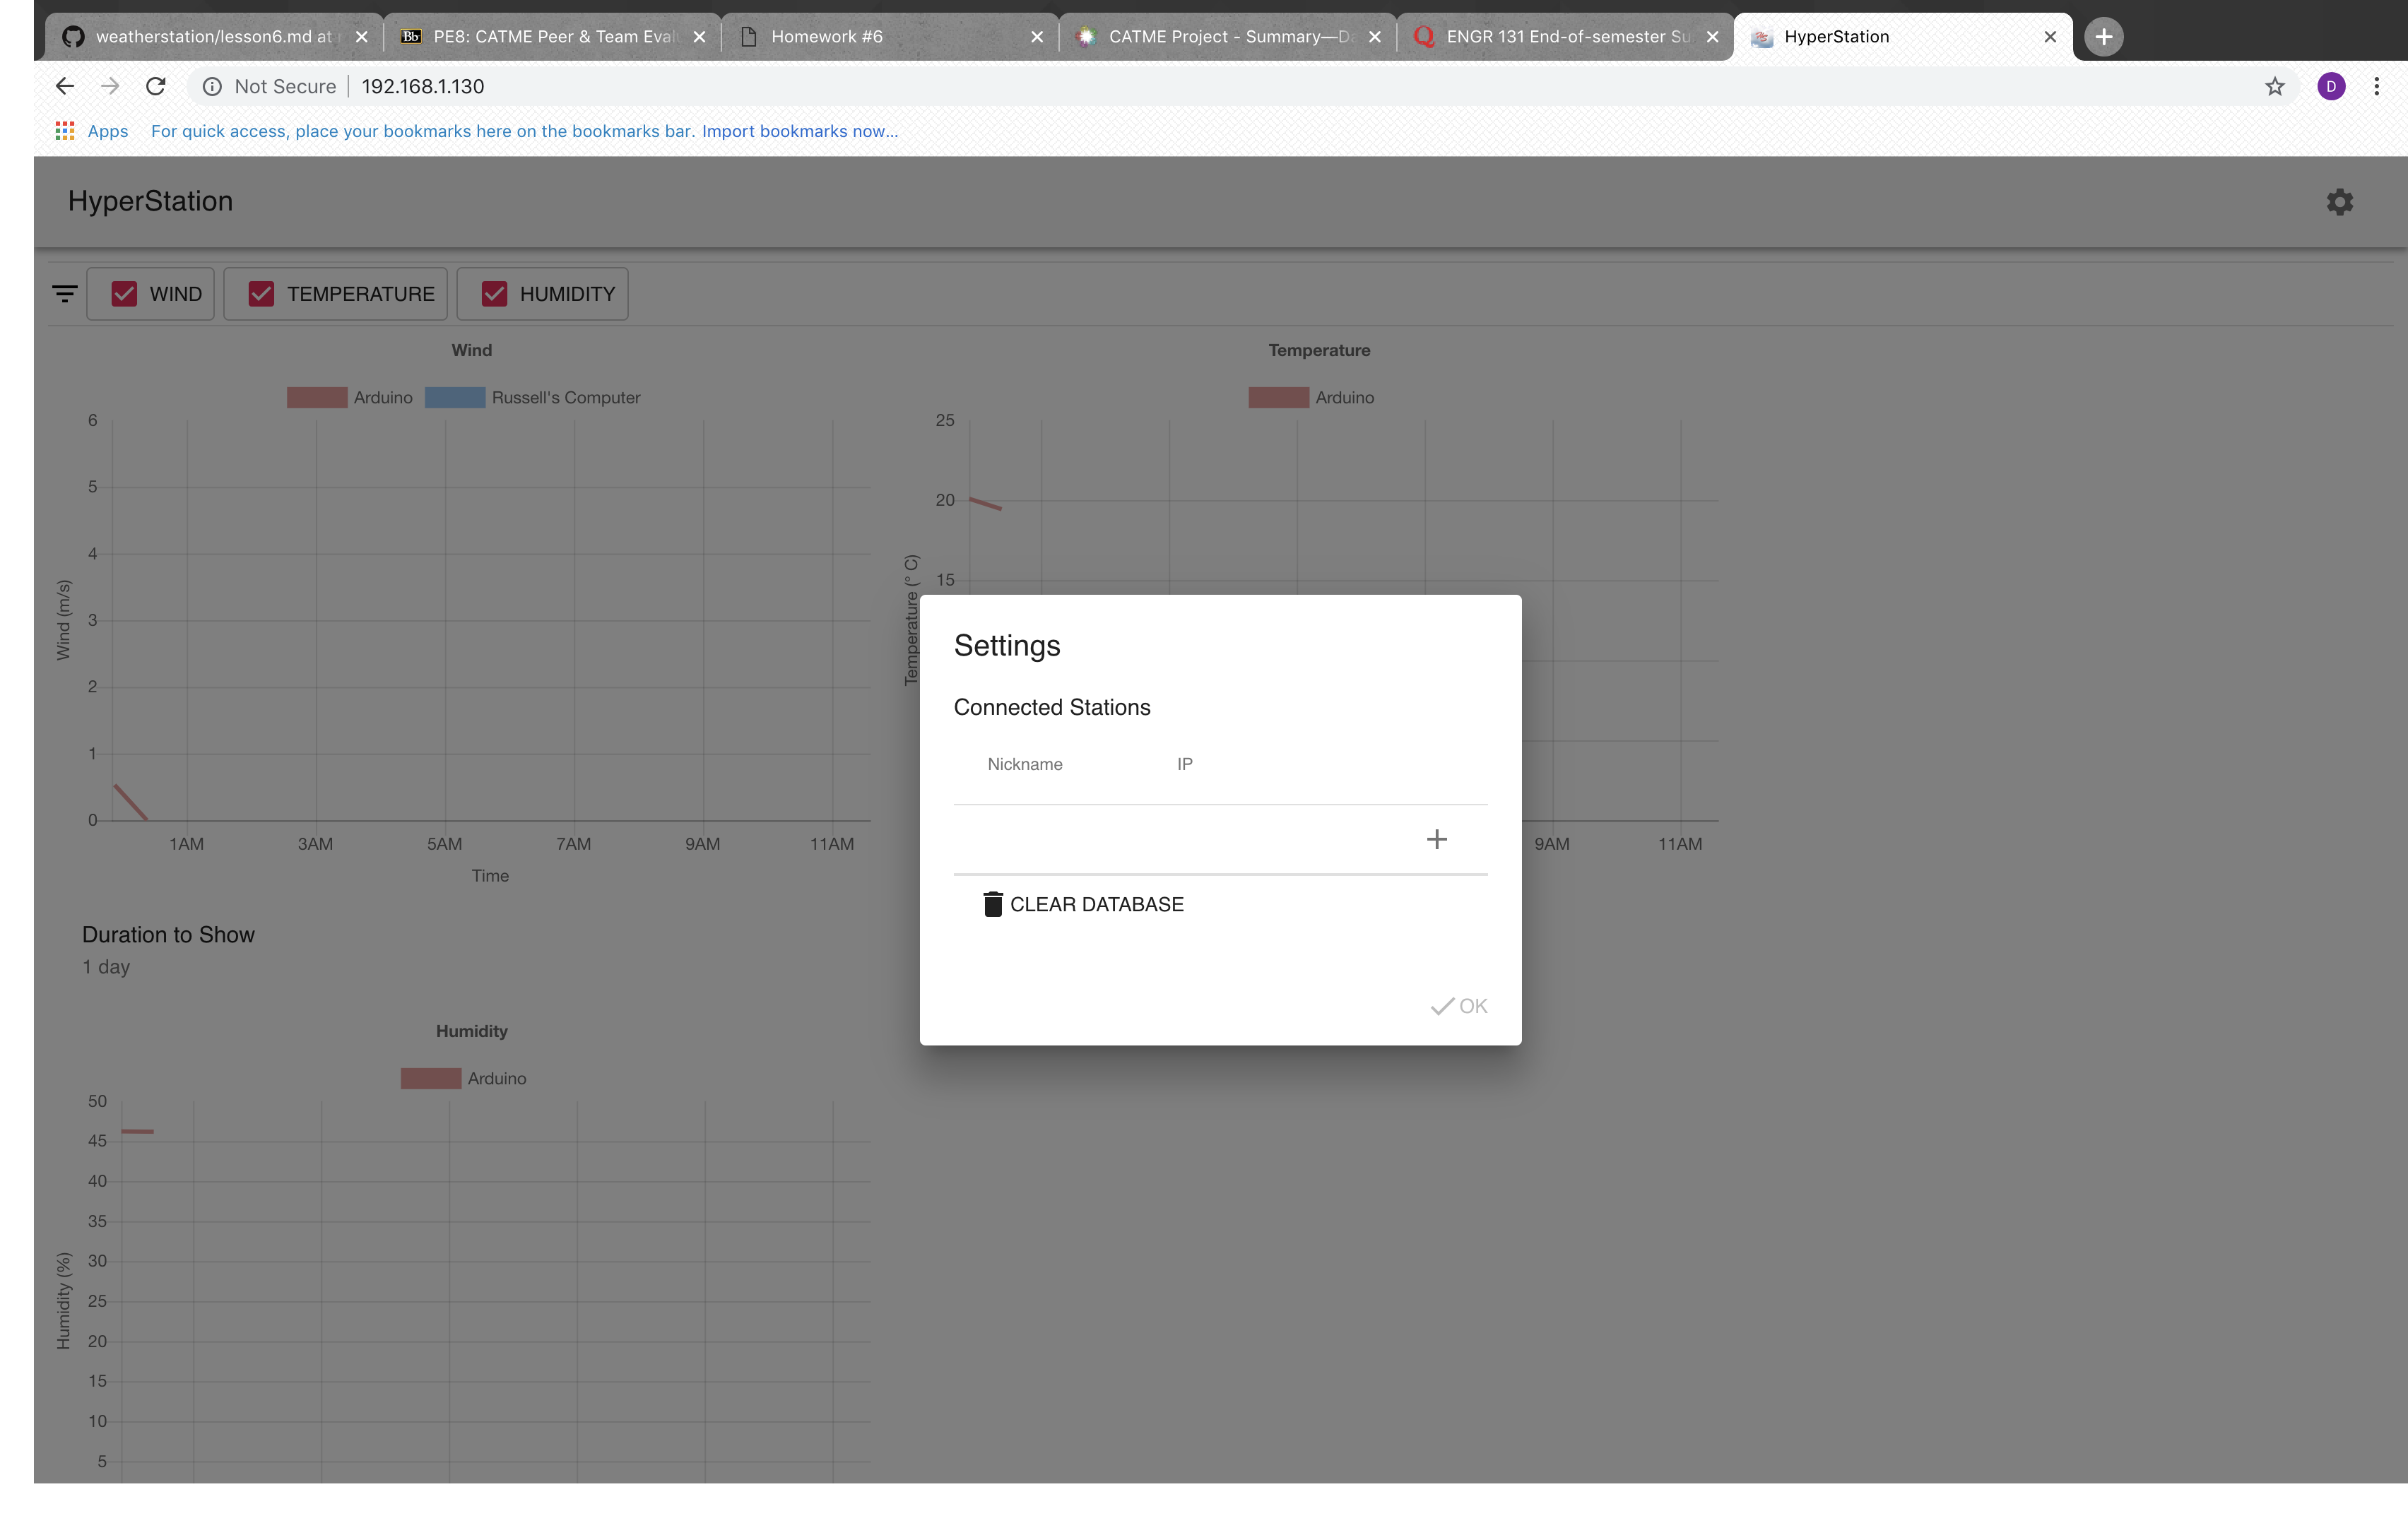 weatherstation/lesson6.md at
PE8: CATME Peer & Team Eval
Homework #6
CATME Project - Summary—Da
ENGR 131 End-of-semester Su
HyperStation
Not Secure | 192.168.1.130
D
Apps For quick access, place your bookmarks here on the bookmarks bar. Import bookmarks now...
HyperStation
WIND
TEMPERATURE
HUMIDITY
Wind
Arduino Russell's Computer
6
5
4
3
2
1
0
Wind (m/s)
1AM 3AM 5AM 7AM 9AM 11AM
Time
Temperature
Arduino
25
20
15
Temperature (° C)
9AM 11AM
Settings
Connected Stations
Nickname IP
CLEAR DATABASE
OK
Duration to Show
1 day
Humidity
Arduino
50
45
40
35
30
25
20
15
10
5
Humidity (%)